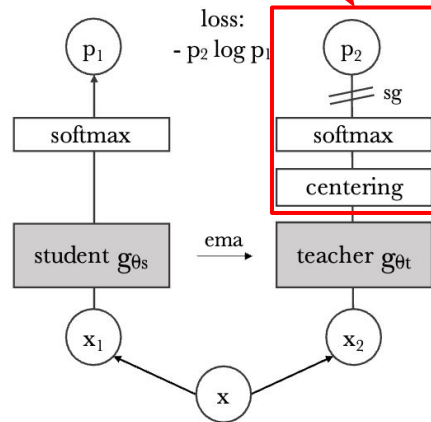 p₁
loss:
- p₂ log p₁
p₂
sg
softmax
softmax
centering
student gθs
ema
teacher gθt
x₁
x₂
x